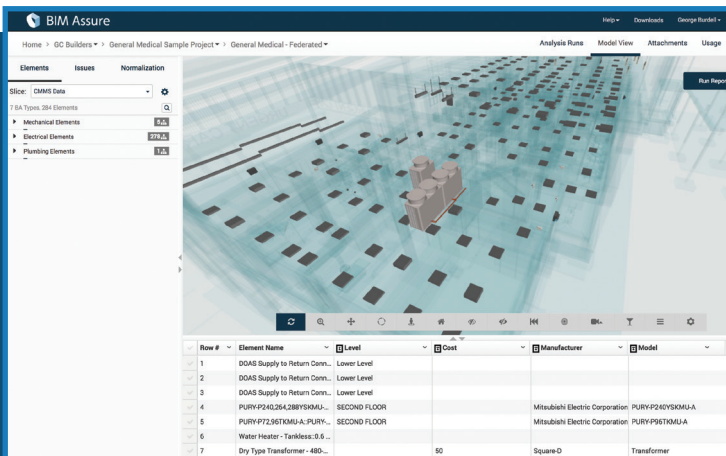 BIM Assure
Help Downloads George Burdell
Home > GC Builders > General Medical Sample Project > General Medical - Federated
Analysis Runs Model View Attachments Usage
Elements Issues Normalization
Run Repor
Slice: CMMS Data
7 BA Types. 284 Elements
Mechanical Elements 5
Electrical Elements 279
Plumbing Elements 1
Row # Element Name Level Cost Manufacturer Model
1 DOAS Supply to Return Conn... Lower Level
2 DOAS Supply to Return Conn... Lower Level
3 DOAS Supply to Return Conn... Lower Level
4 PURY-P240,264,288YSKMU-... SECOND FLOOR Mitsubishi Electric Corporation PURY-P240YSKMU-A
5 PURY-P72,96TKMU-A::PURY-... SECOND FLOOR Mitsubishi Electric Corporation PURY-P96TKMU-A
6 Water Heater - Tankless::0.6 ...
7 Dry Type Transformer - 480-... 50 Square-D Transformer